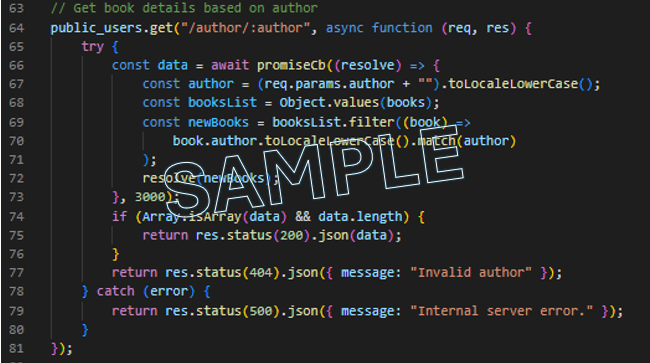 63 // Get book details based on author
64 public_users.get("/author/:author", async function (req, res) {
65 try {
66 const data = await promiseCb((resolve) => {
67 const author = (req.params.author + "").toLocaleLowerCase();
68 const booksList = Object.values(books);
69 const newBooks = booksList.filter((book) =>
70 book.author.toLocaleLowerCase().match(author)
71 );
72 resolve(newBooks);
73 }, 3000);
74 if (Array.isArray(data) && data.length) {
75 return res.status(200).json(data);
76 }
77 return res.status(404).json({ message: "Invalid author" });
78 } catch (error) {
79 return res.status(500).json({ message: "Internal server error." });
80 }
81 });
SAMPLE